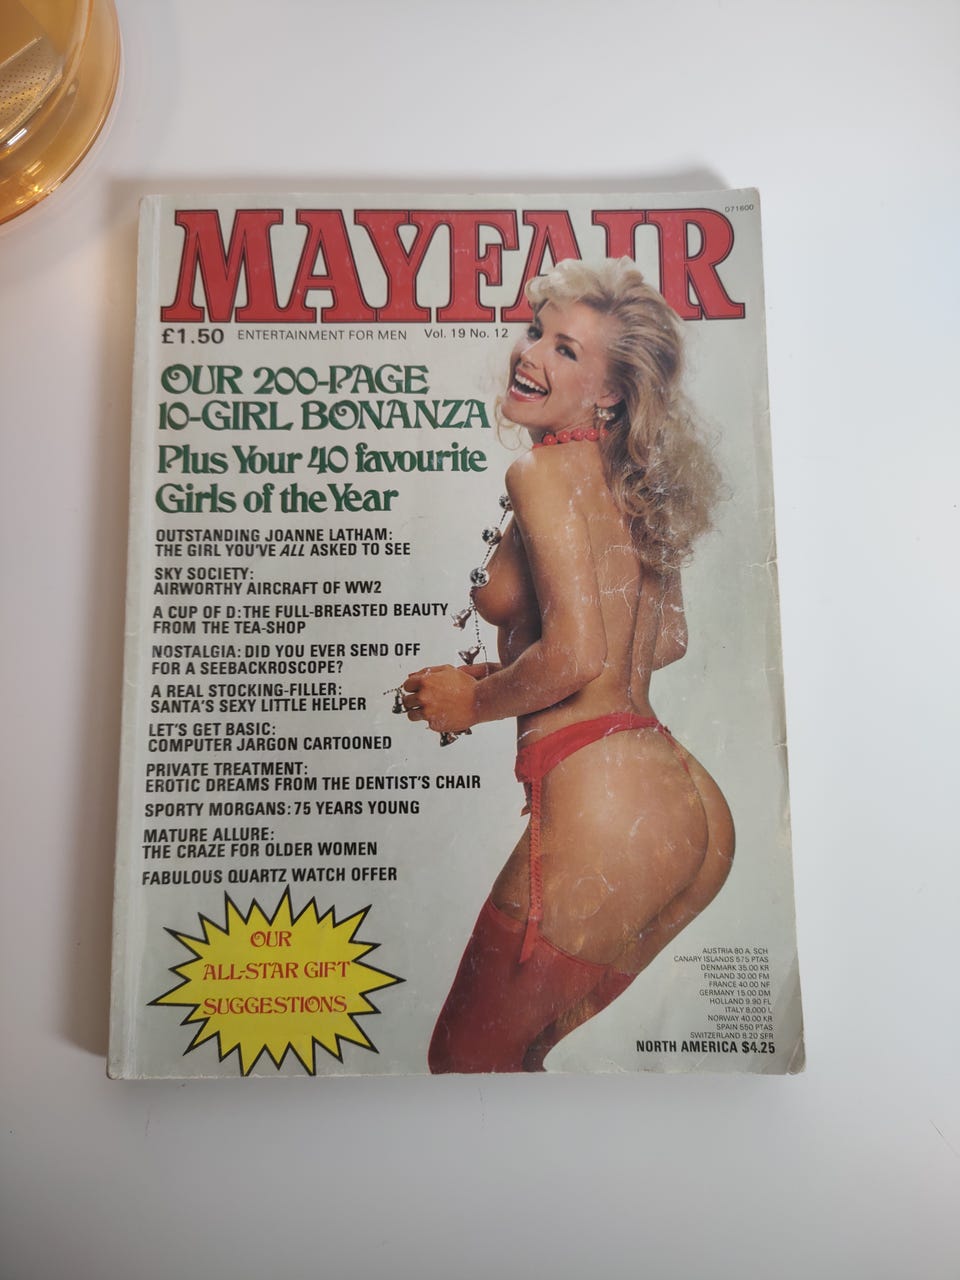 071600
MAYFAIR
£1.50 ENTERTAINMENT FOR MEN Vol. 19 No. 12
OUR 200-PAGE
10-GIRL BONANZA
Plus Your 40 favourite
Girls of the Year
OUTSTANDING JOANNE LATHAM:
THE GIRL YOU'VE ALL ASKED TO SEE
SKY SOCIETY:
AIRWORTHY AIRCRAFT OF WW2
A CUP OF D: THE FULL-BREASTED BEAUTY
FROM THE TEA-SHOP
NOSTALGIA: DID YOU EVER SEND OFF
FOR A SEEBACKROSCOPE?
A REAL STOCKING-FILLER:
SANTA'S SEXY LITTLE HELPER
LET'S GET BASIC:
COMPUTER JARGON CARTOONED
PRIVATE TREATMENT:
EROTIC DREAMS FROM THE DENTIST'S CHAIR
SPORTY MORGANS: 75 YEARS YOUNG
MATURE ALLURE:
THE CRAZE FOR OLDER WOMEN
FABULOUS QUARTZ WATCH OFFER
OUR
ALL-STAR GIFT
SUGGESTIONS
AUSTRIA 80 A. SCH
CANARY ISLANDS 575 PTAS
DENMARK 35.00 KR
FINLAND 30.00 FM
FRANCE 40.00 NF
GERMANY 15.00 DM
HOLLAND 9.90 FL
ITALY 8,000 L
NORWAY 40.00 KR
SPAIN 550 PTAS
SWITZERLAND 8.20 SFR
NORTH AMERICA $4.25